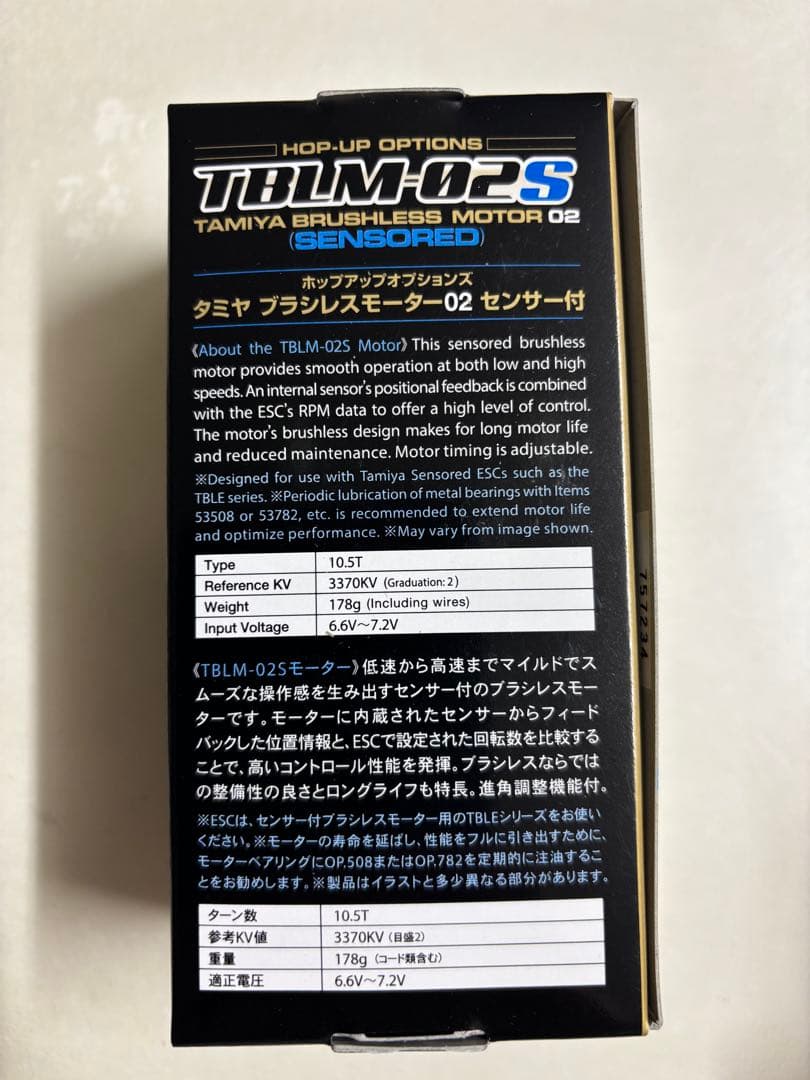 HOP-UP OPTIONS
TBLM-02S
TAMIYA BRUSHLESS MOTOR 02
(SENSORED)
ホップアップオプションズ
タミヤ ブラシレスモーター02 センサー付
《About the TBLM-02S Motor》This sensored brushless
motor provides smooth operation at both low and high
speeds. An internal sensor's positional feedback is combined
with the ESC's RPM data to offer a high level of control.
The motor's brushless design makes for long motor life
and reduced maintenance. Motor timing is adjustable.
※Designed for use with Tamiya Sensored ESCs such as the
TBLE series. ※Periodic lubrication of metal bearings with Items
53508 or 53782, etc. is recommended to extend motor life
and optimize performance. ※May vary from image shown.
Type 10.5T
Reference KV 3370KV (Graduation: 2)
Weight 178g (Including wires)
Input Voltage 6.6V～7.2V
《TBLM-02Sモーター》低速から高速までマイルドでス
ムーズな操作感を生み出すセンサー付のブラシレスモー
ターです。モーターに内蔵されたセンサーからフィード
バックした位置情報と、ESCで設定された回転数を比較する
ことで、高いコントロール性能を発揮。ブラシレスならでは
の整備性の良さとロングライフも特長。進角調整機能付。
※ESCは、センサー付ブラシレスモーター用のTBLEシリーズをお使い
ください。※モーターの寿命を延ばし、性能をフルに引き出すために、
モーターベアリングにOP.508またはOP.782を定期的に注油するこ
とをお勧めします。※製品はイラストと多少異なる部分があります。
ターン数 10.5T
参考KV値 3370KV (目盛2)
重量 178g (コード類含む)
適正電圧 6.6V～7.2V
757234